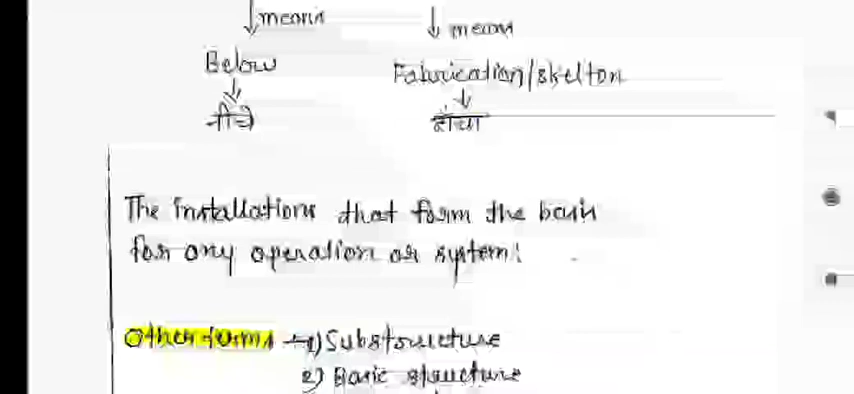 ↓means ↓ means
Below Fabrication/skelton
↓ ↓
नीचे ढांचा
The installations that form the basis
for any operation or system.
Other terms → 1) Substructure
2) Basic structure